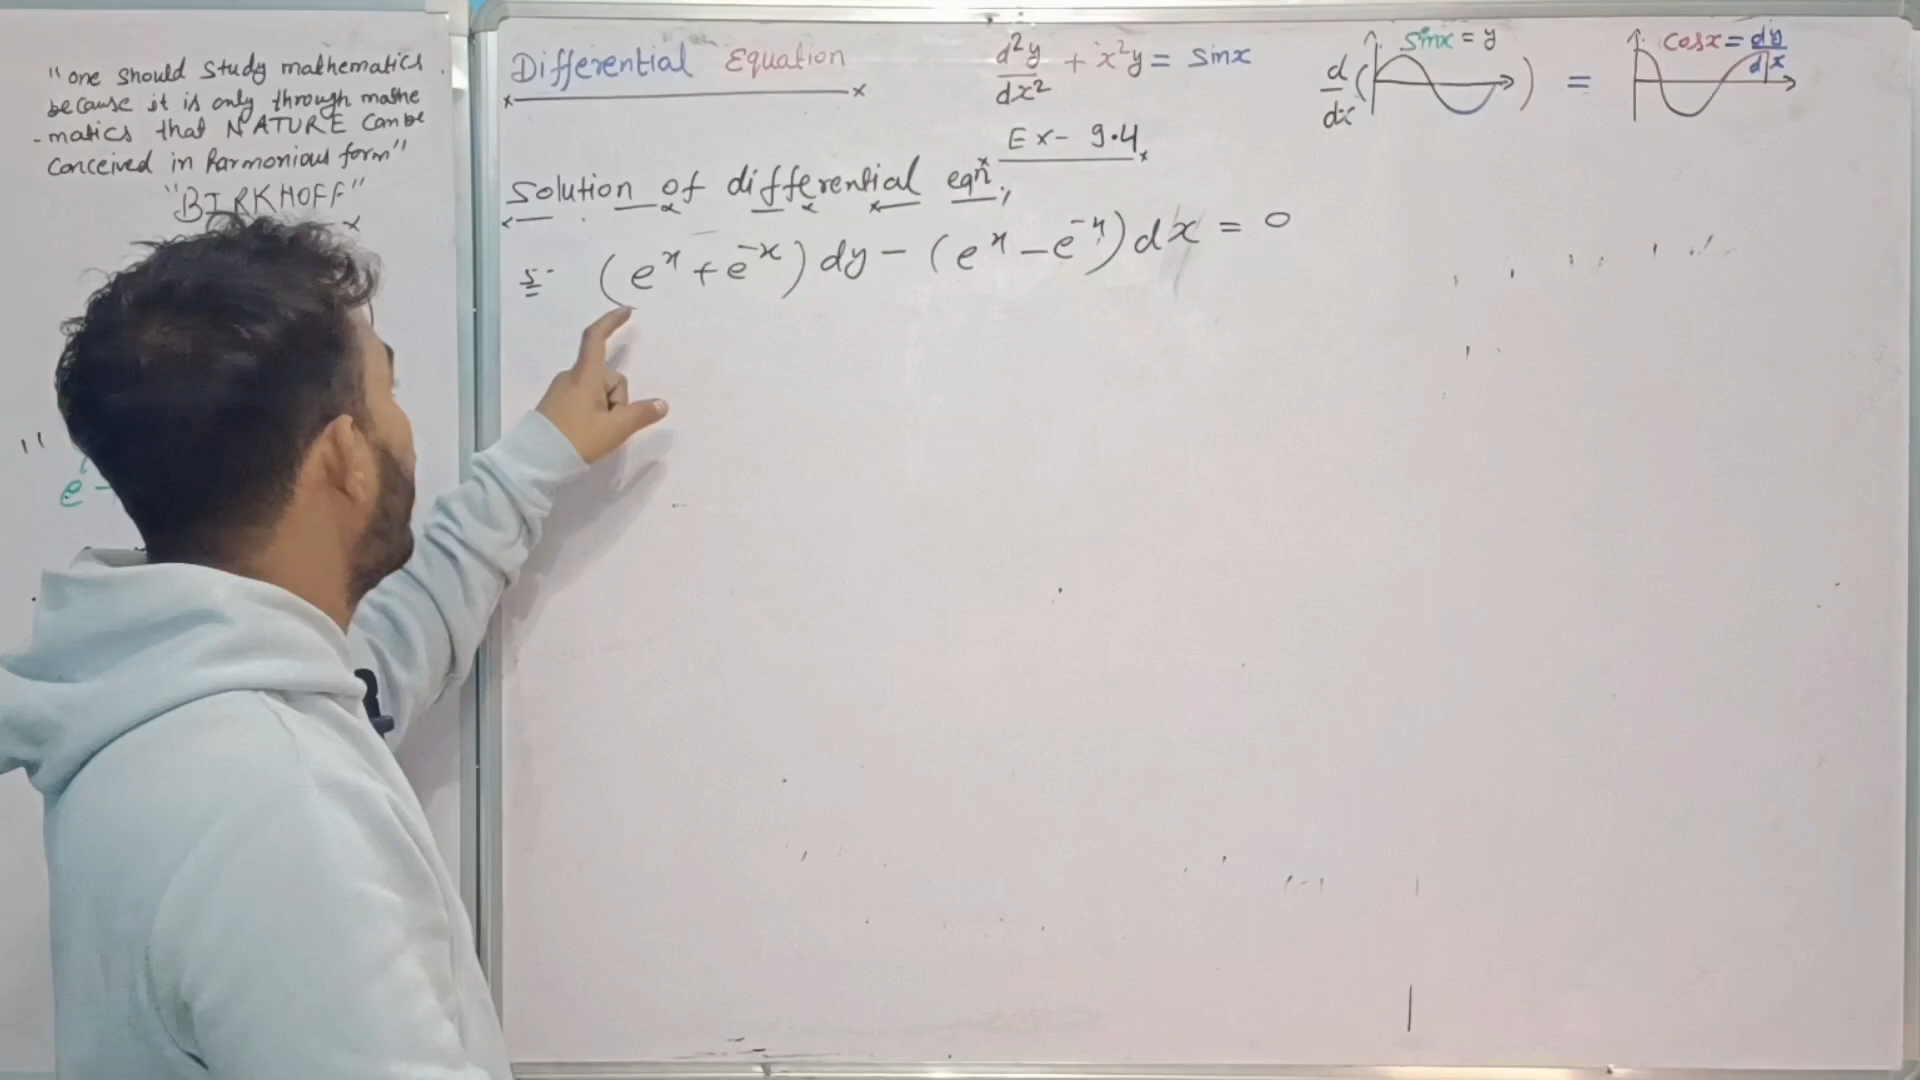 "one should study mathematics
because it is only through mathe
-matics that NATURE can be
conceived in harmonious form"
"BIRKHOFF"
e -
Differential Equation
d²y/dx² + x²y = sinx
d/dx ( sinx = y ) = cosx = dy/dx
Ex- 9.4
Solution of differential eqⁿ,
5. (eˣ + e⁻ˣ) dy - (eˣ - e⁻ˣ) dx = 0